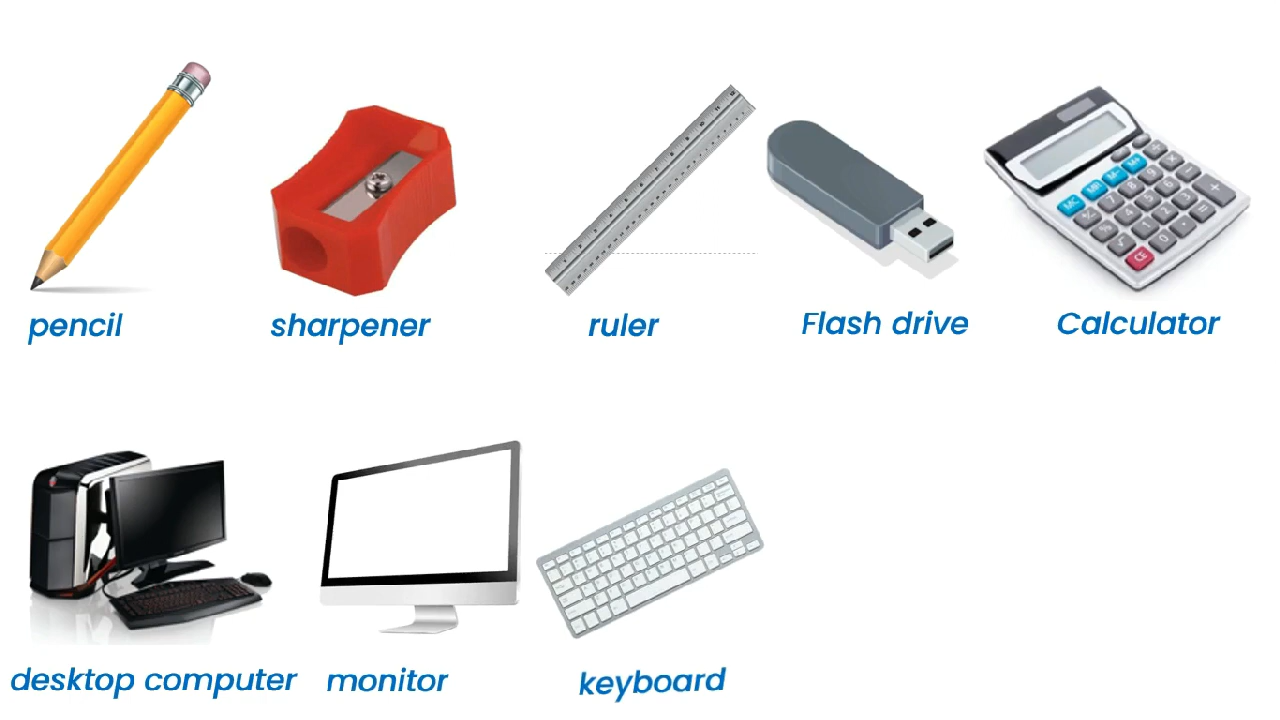 pencil
sharpener
ruler
Flash drive
Calculator
desktop computer
monitor
keyboard